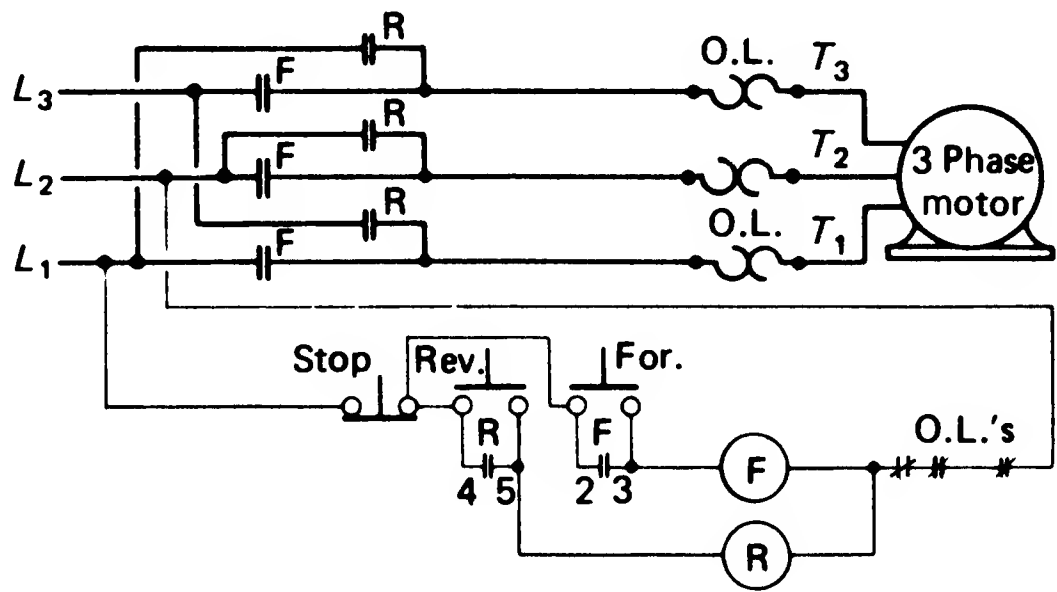 R
L3 F O.L. T3
R
L2 F T2 3 Phase
motor
R
L1 F O.L. T1
Stop Rev. For.
R F O.L.'s
4 5 2 3 F
R